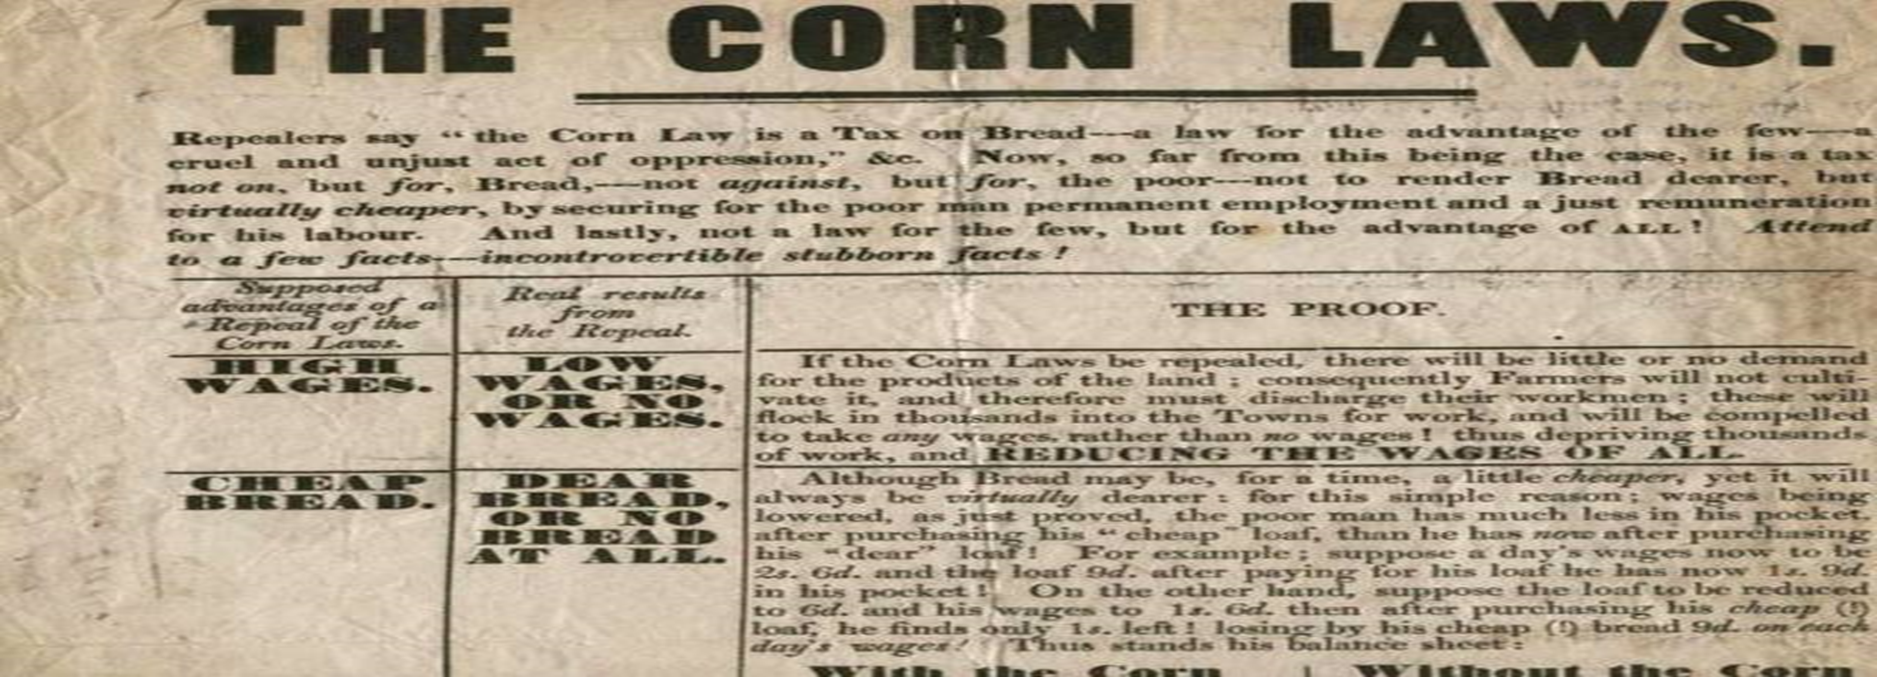 THE CORN LAWS.
Repealers say "the Corn Law is a Tax on Bread—a law for the advantage of the few—a
cruel and unjust act of oppression," &c. Now, so far from this being the case, it is a tax
not on, but for, Bread,—not against, but for, the poor—not to render Bread dearer, but
virtually cheaper, by securing for the poor man permanent employment and a just remuneration
for his labour. And lastly, not a law for the few, but for the advantage of ALL! Attend
to a few facts—incontrovertible stubborn facts!
Supposed
advantages of a
Repeal of the
Corn Laws.
Real results
from
the Repeal.
THE PROOF.
HIGH
WAGES.
LOW
WAGES,
OR NO
WAGES.
If the Corn Laws be repealed, there will be little or no demand
for the products of the land; consequently Farmers will not culti-
vate it, and therefore must discharge their workmen; these will
flock in thousands into the Towns for work, and will be compelled
to take any wages, rather than no wages! thus depriving thousands
of work, and REDUCING THE WAGES OF ALL.
CHEAP
BREAD.
DEAR
BREAD,
OR NO
BREAD
AT ALL.
Although Bread may be, for a time, a little cheaper, yet it will
always be virtually dearer: for this simple reason; wages being
lowered, as just proved, the poor man has much less in his pocket,
after purchasing his "cheap" loaf, than he has now after purchasing
his "dear" loaf! For example; suppose a day's wages now to be
2s. 6d. and the loaf 9d. after paying for his loaf he has now 1s. 9d.
in his pocket! On the other hand, suppose the loaf to be reduced
to 6d. and his wages to 1s. 6d. then after purchasing his cheap (!)
loaf, he finds only 1s. left! losing by his cheap (!) bread 9d. on each
day's wages! Thus stands his balance sheet:
With the Corn
Without the Corn